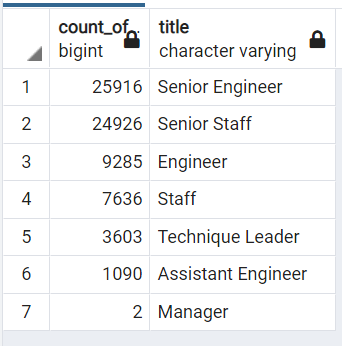 count_of.. title
bigint character varying
1 25916 Senior Engineer
2 24926 Senior Staff
3 9285 Engineer
4 7636 Staff
5 3603 Technique Leader
6 1090 Assistant Engineer
7 2 Manager